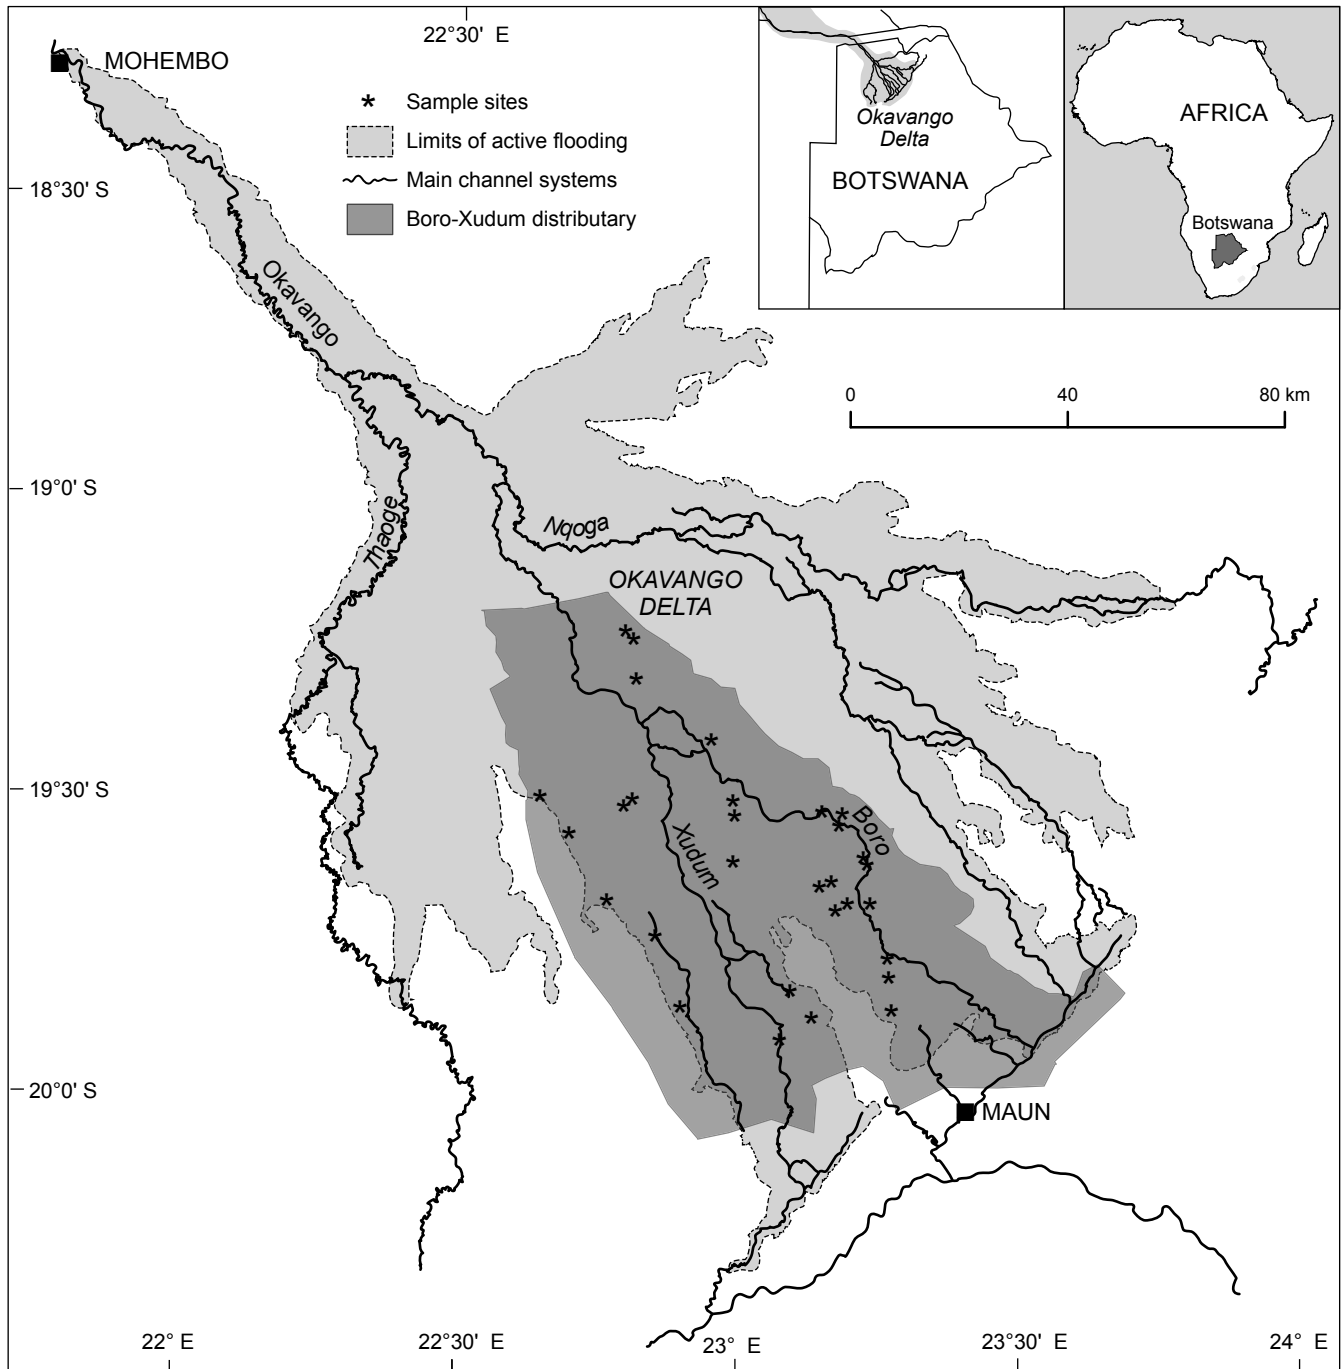 22°30' E
MOHEMBO
* Sample sites
Limits of active flooding
Main channel systems
Boro-Xudum distributary
Okavango
Delta
BOTSWANA
AFRICA
Botswana
18°30' S
Okavango
0 40 80 km
19°0' S
Thaoge
Nqoga
OKAVANGO
DELTA
19°30' S
Xudum
Boro
20°0' S
MAUN
22° E 22°30' E 23° E 23°30' E 24° E